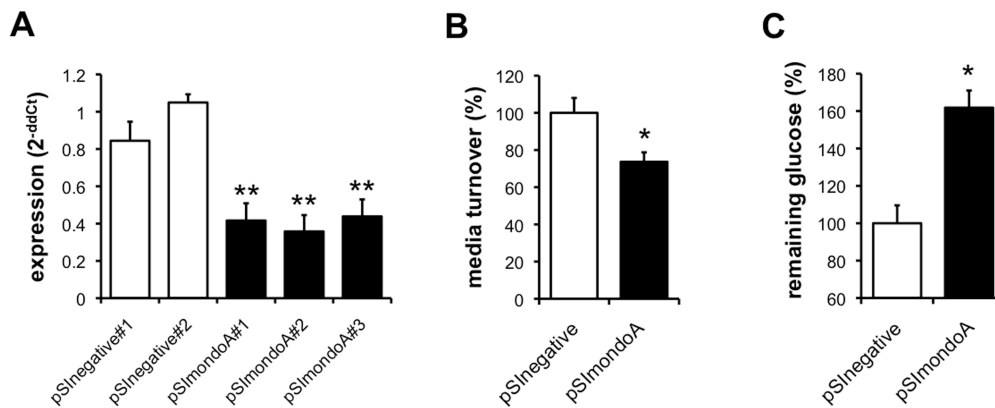 A
expression (2-ddCt)
1.2
1
0.8
0.6
0.4
0.2
0
**
**
**
pSInegative#1
pSInegative#2
pSImondoA#1
pSImondoA#2
pSImondoA#3
B
media turnover (%)
120
100
80
60
40
20
0
*
pSInegative
pSImondoA
C
remaining glucose (%)
180
160
140
120
100
80
60
*
pSInegative
pSImondoA